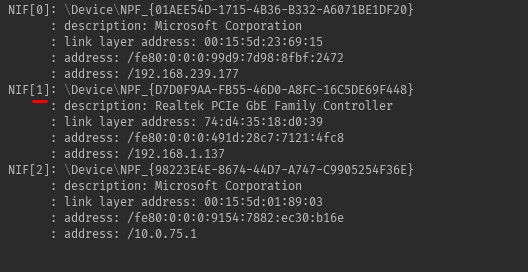 NIF[0]: \Device\NPF_{01AEE54D-1715-4B36-B332-A6071BE1DF20}
: description: Microsoft Corporation
: link layer address: 00:15:5d:23:69:15
: address: /fe80:0:0:0:99d9:7d98:8fbf:2472
: address: /192.168.239.177
NIF[1]: \Device\NPF_{D7D0F9AA-FB55-46D0-A8FC-16C5DE69F448}
: description: Realtek PCIe GbE Family Controller
: link layer address: 74:d4:35:18:d0:39
: address: /fe80:0:0:0:491d:28c7:7121:4fc8
: address: /192.168.1.137
NIF[2]: \Device\NPF_{98223E4E-8674-44D7-A747-C9905254F36E}
: description: Microsoft Corporation
: link layer address: 00:15:5d:01:89:03
: address: /fe80:0:0:0:9154:7882:ec30:b16e
: address: /10.0.75.1